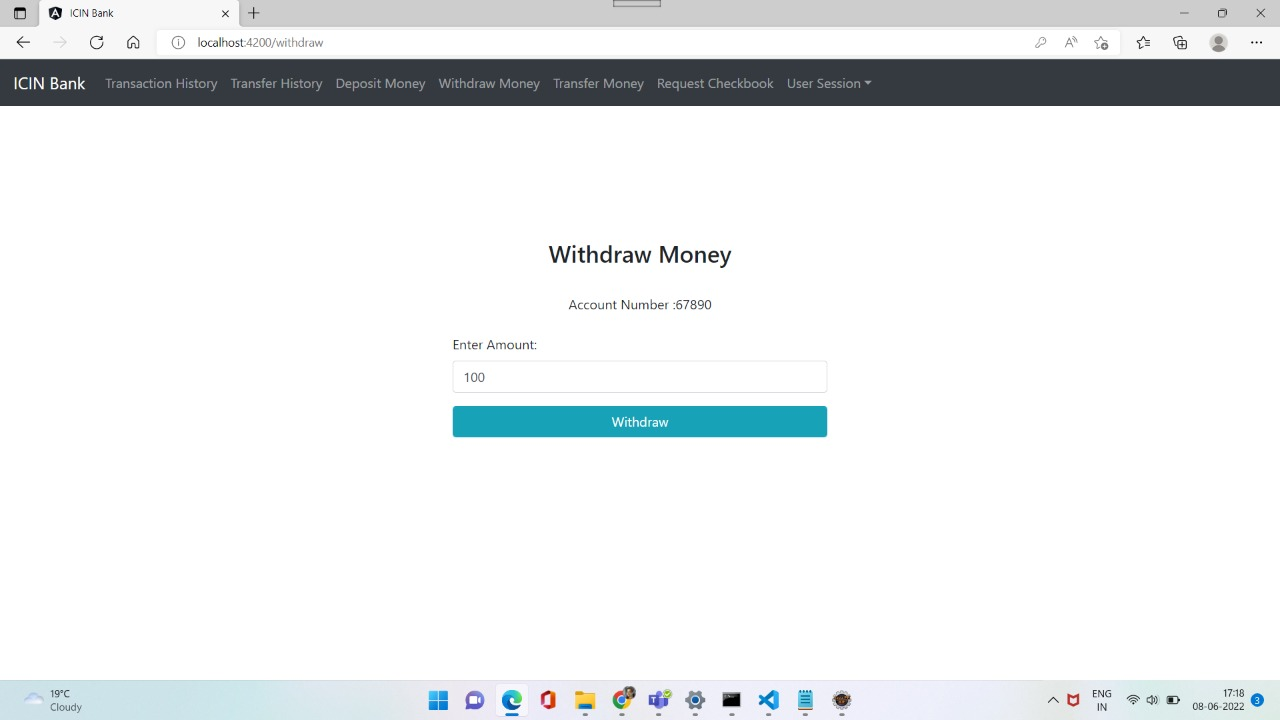 ICIN Bank
localhost:4200/withdraw
ICIN Bank Transaction History Transfer History Deposit Money Withdraw Money Transfer Money Request Checkbook User Session
Withdraw Money
Account Number :67890
Enter Amount:
100
Withdraw
19°C
Cloudy
ENG
IN
17:18
08-06-2022
3